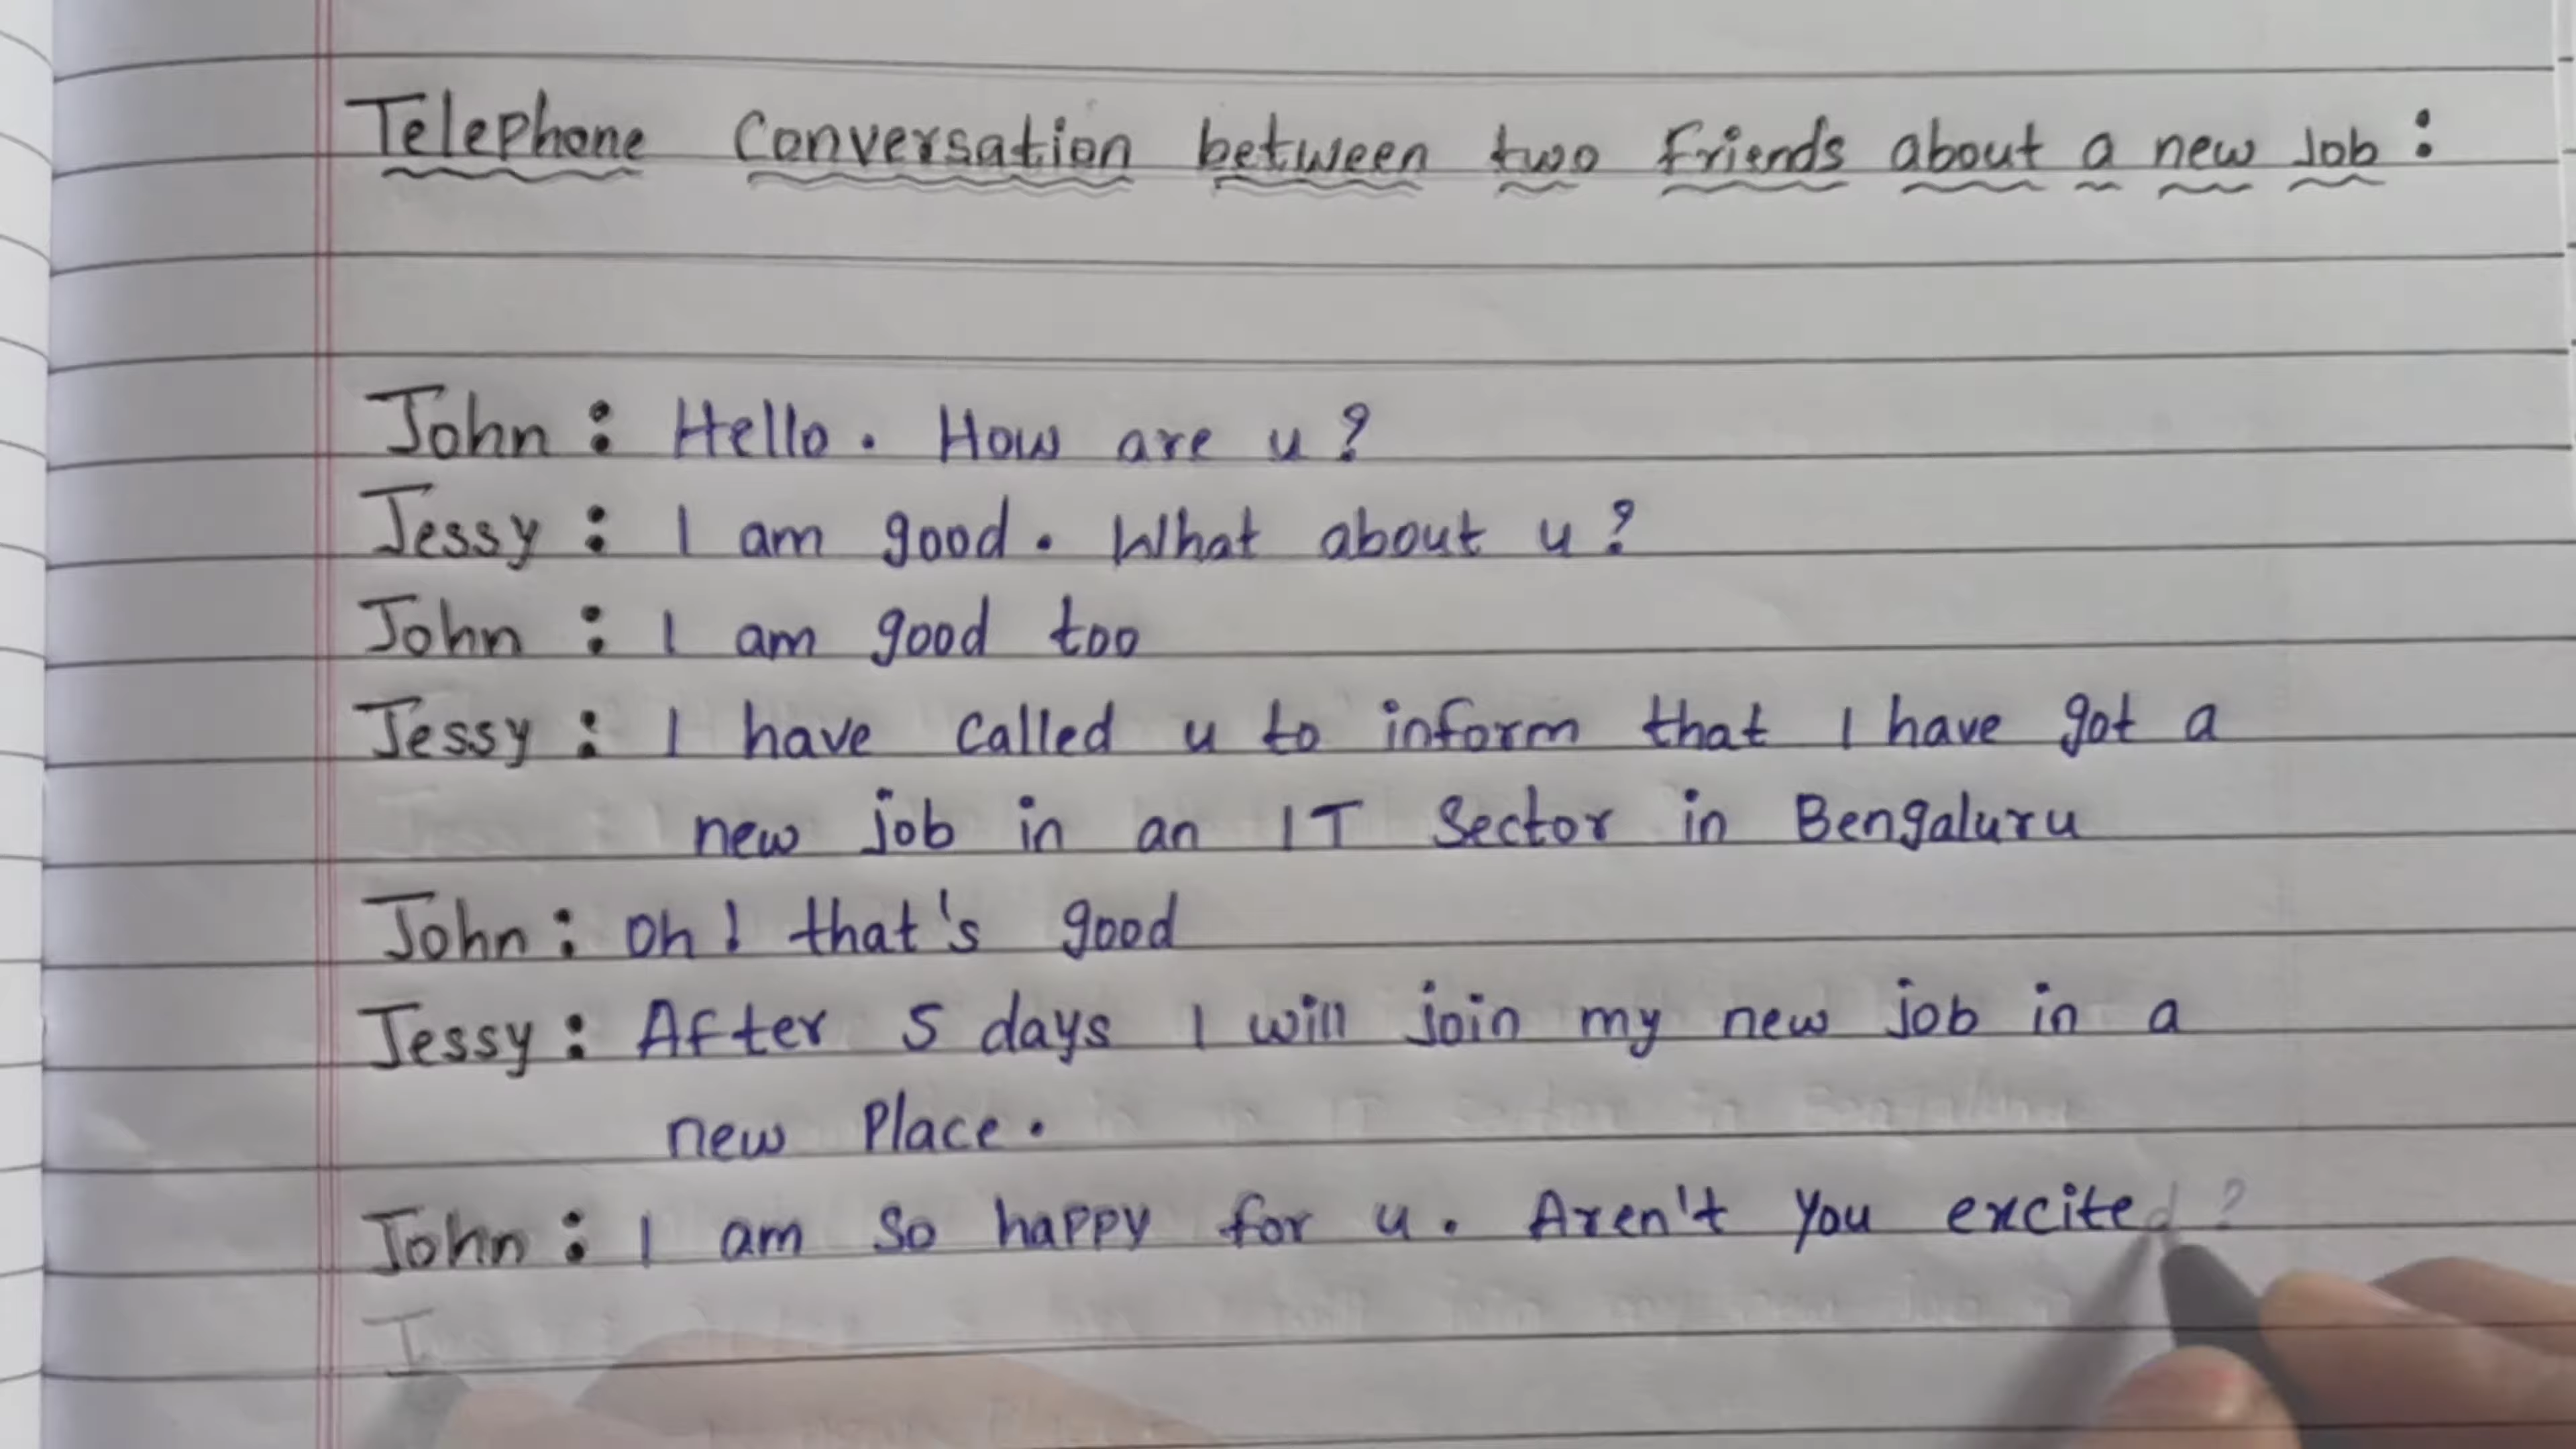 Telephone Conversation between two friends about a new Job :
John : Hello. How are u ?
Jessy : I am good. What about u ?
John : I am good too
Jessy : I have called u to inform that I have got a
new job in an IT Sector in Bengaluru
John : Oh ! that's good
Jessy : After 5 days I will join my new job in a
new Place.
John : I am so happy for u. Aren't you excited ?